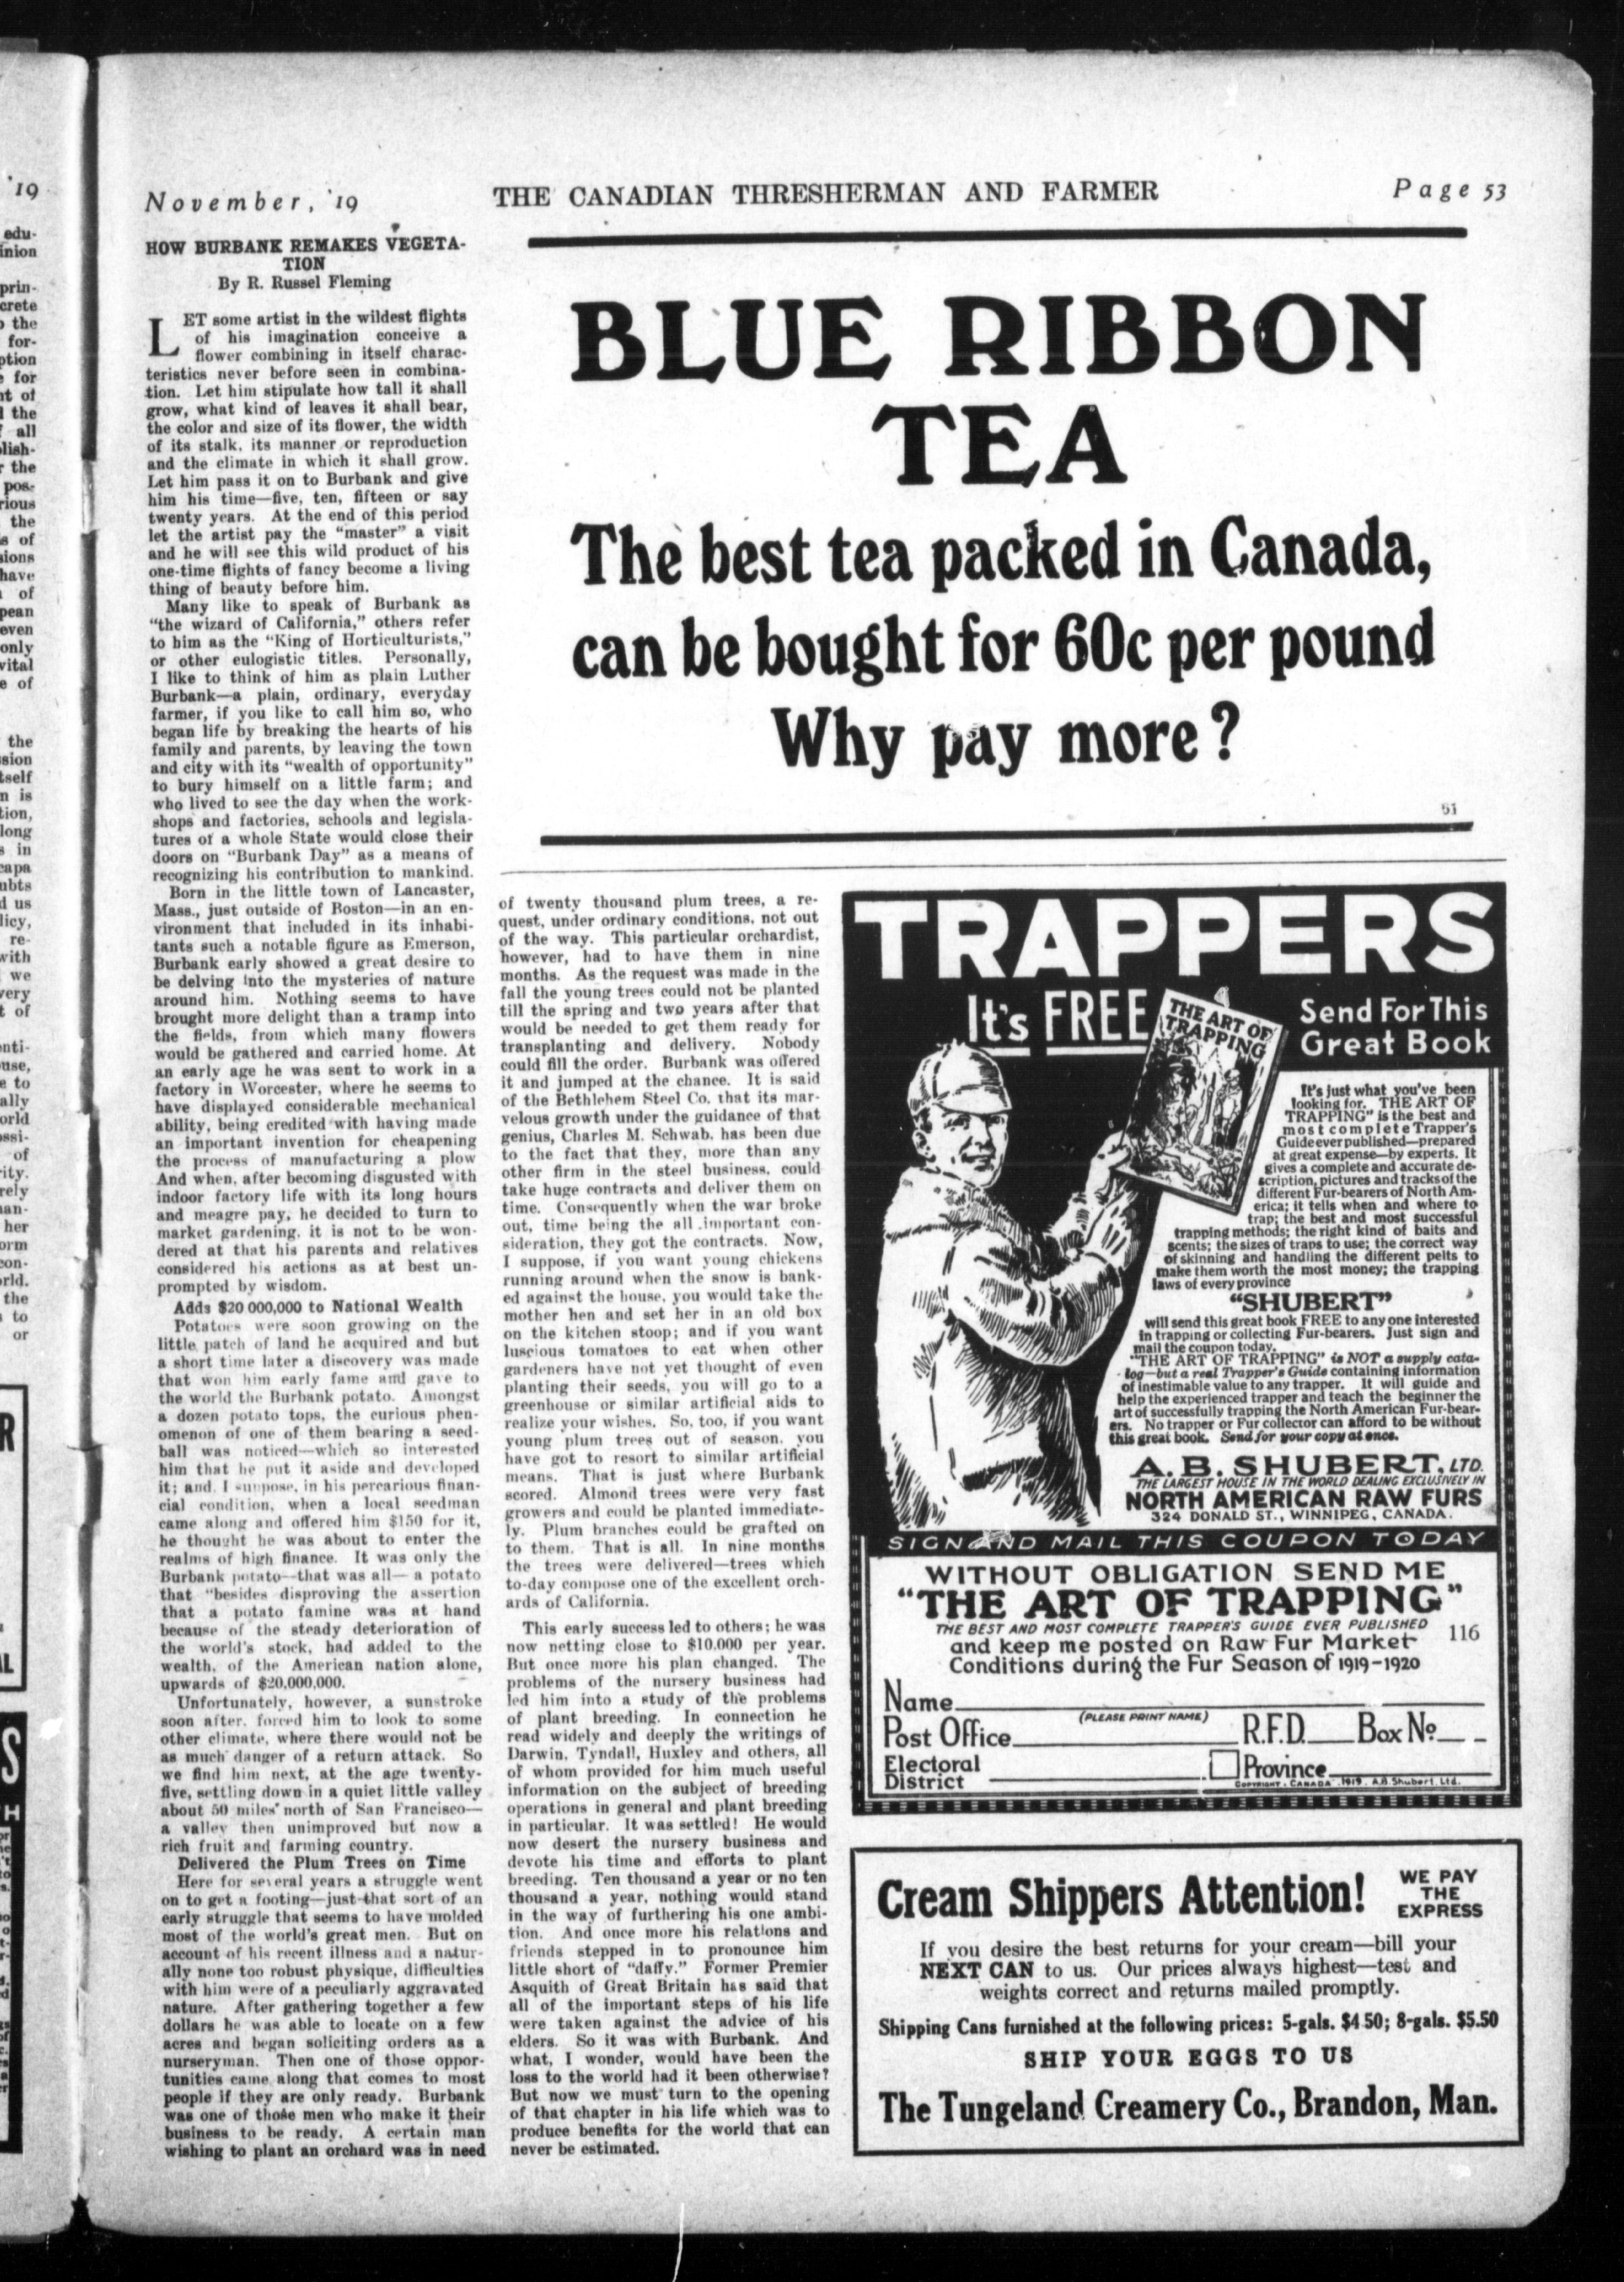 November, '19
THE CANADIAN THRESHERMAN AND FARMER
Page 53
HOW BURBANK REMAKES VEGETA-
TION
By R. Russel Fleming
LET some artist in the wildest flights
of his imagination conceive a
flower combining in itself charac-
teristics never before seen in combina-
tion. Let him stipulate how tall it shall
grow, what kind of leaves it shall bear,
the color and size of its flower, the width
of its stalk, its manner or reproduction
and the climate in which it shall grow.
Let him pass it on to Burbank and give
him his time—five, ten, fifteen or say
twenty years. At the end of this period
let the artist pay the "master" a visit
and he will see this wild product of his
one-time flights of fancy become a living
thing of beauty before him.
Many like to speak of Burbank as
"the wizard of California," others refer
to him as the "King of Horticulturists,"
or other eulogistic titles. Personally,
I like to think of him as plain Luther
Burbank—a plain, ordinary, everyday
farmer, if you like to call him so, who
began life by breaking the hearts of his
family and parents, by leaving the town
and city with its "wealth of opportunity"
to bury himself on a little farm; and
who lived to see the day when the work-
shops and factories, schools and legisla-
tures of a whole State would close their
doors on "Burbank Day" as a means of
recognizing his contribution to mankind.
Born in the little town of Lancaster,
Mass., just outside of Boston—in an en-
vironment that included in its inhabi-
tants such a notable figure as Emerson,
Burbank early showed a great desire to
be delving into the mysteries of nature
around him. Nothing seems to have
brought more delight than a tramp into
the fields, from which many flowers
would be gathered and carried home. At
an early age he was sent to work in a
factory in Worcester, where he seems to
have displayed considerable mechanical
ability, being credited with having made
an important invention for cheapening
the process of manufacturing a plow
And when, after becoming disgusted with
indoor factory life with its long hours
and meagre pay, he decided to turn to
market gardening, it is not to be won-
dered at that his parents and relatives
considered his actions as at best un-
prompted by wisdom.
Adds $20 000,000 to National Wealth
Potatoes were soon growing on the
little patch of land he acquired and but
a short time later a discovery was made
that won him early fame and gave to
the world the Burbank potato. Amongst
a dozen potato tops, the curious phen-
omenon of one of them bearing a seed-
ball was noticed—which so interested
him that he put it aside and developed
it; and, I suppose, in his percarious finan-
cial condition, when a local seedman
came along and offered him $150 for it,
he thought he was about to enter the
realms of high finance. It was only the
Burbank potato—that was all— a potato
that "besides disproving the assertion
that a potato famine was at hand
because of the steady deterioration of
the world's stock, had added to the
wealth, of the American nation alone,
upwards of $20,000,000.
Unfortunately, however, a sunstroke
soon after, forced him to look to some
other climate, where there would not be
as much danger of a return attack. So
we find him next, at the age twenty-
five, settling down in a quiet little valley
about 50 miles north of San Francisco—
a valley then unimproved but now a
rich fruit and farming country.
Delivered the Plum Trees on Time
Here for several years a struggle went
on to get a footing—just that sort of an
early struggle that seems to have molded
most of the world's great men. But on
account of his recent illness and a natur-
ally none too robust physique, difficulties
with him were of a peculiarly aggravated
nature. After gathering together a few
dollars he was able to locate on a few
acres and began soliciting orders as a
nurseryman. Then one of those oppor-
tunities came along that comes to most
people if they are only ready. Burbank
was one of those men who make it their
business to be ready. A certain man
wishing to plant an orchard was in need
of twenty thousand plum trees, a re-
quest, under ordinary conditions, not out
of the way. This particular orchardist,
however, had to have them in nine
months. As the request was made in the
fall the young trees could not be planted
till the spring and two years after that
would be needed to get them ready for
transplanting and delivery. Nobody
could fill the order. Burbank was offered
it and jumped at the chance. It is said
of the Bethlehem Steel Co. that its mar-
velous growth under the guidance of that
genius, Charles M. Schwab, has been due
to the fact that they, more than any
other firm in the steel business, could
take huge contracts and deliver them on
time. Consequently when the war broke
out, time being the all important con-
sideration, they got the contracts. Now,
I suppose, if you want young chickens
running around when the snow is bank-
ed against the house, you would take the
mother hen and set her in an old box
on the kitchen stoop; and if you want
luscious tomatoes to eat when other
gardeners have not yet thought of even
planting their seeds, you will go to a
greenhouse or similar artificial aids to
realize your wishes. So, too, if you want
young plum trees out of season, you
have got to resort to similar artificial
means. That is just where Burbank
scored. Almond trees were very fast
growers and could be planted immediate-
ly. Plum branches could be grafted on
to them. That is all. In nine months
the trees were delivered—trees which
to-day compose one of the excellent orch-
ards of California.
This early success led to others; he was
now netting close to $10,000 per year.
But once more his plan changed. The
problems of the nursery business had
led him into a study of the problems
of plant breeding. In connection he
read widely and deeply the writings of
Darwin, Tyndall, Huxley and others, all
of whom provided for him much useful
information on the subject of breeding
operations in general and plant breeding
in particular. It was settled! He would
now desert the nursery business and
devote his time and efforts to plant
breeding. Ten thousand a year or no ten
thousand a year, nothing would stand
in the way of furthering his one ambi-
tion. And once more his relations and
friends stepped in to pronounce him
little short of "daffy." Former Premier
Asquith of Great Britain has said that
all of the important steps of his life
were taken against the advice of his
elders. So it was with Burbank. And
what, I wonder, would have been the
loss to the world had it been otherwise?
But now we must turn to the opening
of that chapter in his life which was to
produce benefits for the world that can
never be estimated.
BLUE RIBBON
TEA
The best tea packed in Canada,
can be bought for 60c per pound
Why pay more?
51
TRAPPERS
It's FREE
THE ART OF
TRAPPING
Send For This
Great Book
It's just what you've been
looking for. THE ART OF
TRAPPING" is the best and
most complete Trapper's
Guide ever published—prepared
at great expense—by experts. It
gives a complete and accurate de-
scription, pictures and tracks of the
different Fur-bearers of North Am-
erica; it tells when and where to
trap; the best and most successful
trapping methods; the right kind of baits and
scents; the sizes of traps to use; the correct way
of skinning and handling the different pelts to
make them worth the most money; the trapping
laws of every province
"SHUBERT"
will send this great book FREE to any one interested
in trapping or collecting Fur-bearers. Just sign and
mail the coupon today.
"THE ART OF TRAPPING" is NOT a supply cata-
log—but a real Trapper's Guide containing information
of inestimable value to any trapper. It will guide and
help the experienced trapper and teach the beginner the
art of successfully trapping the North American Fur-bear-
ers. No trapper or Fur collector can afford to be without
this great book. Send for your copy at once.
A. B. SHUBERT, LTD.
THE LARGEST HOUSE IN THE WORLD DEALING EXCLUSIVELY IN
NORTH AMERICAN RAW FURS
324 DONALD ST., WINNIPEG, CANADA.
SIGN AND MAIL THIS COUPON TODAY
WITHOUT OBLIGATION SEND ME
"THE ART OF TRAPPING"
THE BEST AND MOST COMPLETE TRAPPER'S GUIDE EVER PUBLISHED
116
and keep me posted on Raw Fur Market
Conditions during the Fur Season of 1919-1920
Name
(PLEASE PRINT NAME)
Post Office R.F.D. Box No.
Electoral
District Province
COPYRIGHT, CANADA, 1919, A.B. Shubert, Ltd.
Cream Shippers Attention!
WE PAY
THE
EXPRESS
If you desire the best returns for your cream—bill your
NEXT CAN to us. Our prices always highest—test and
weights correct and returns mailed promptly.
Shipping Cans furnished at the following prices: 5-gals. $4 50; 8-gals. $5.50
SHIP YOUR EGGS TO US
The Tungeland Creamery Co., Brandon, Man.